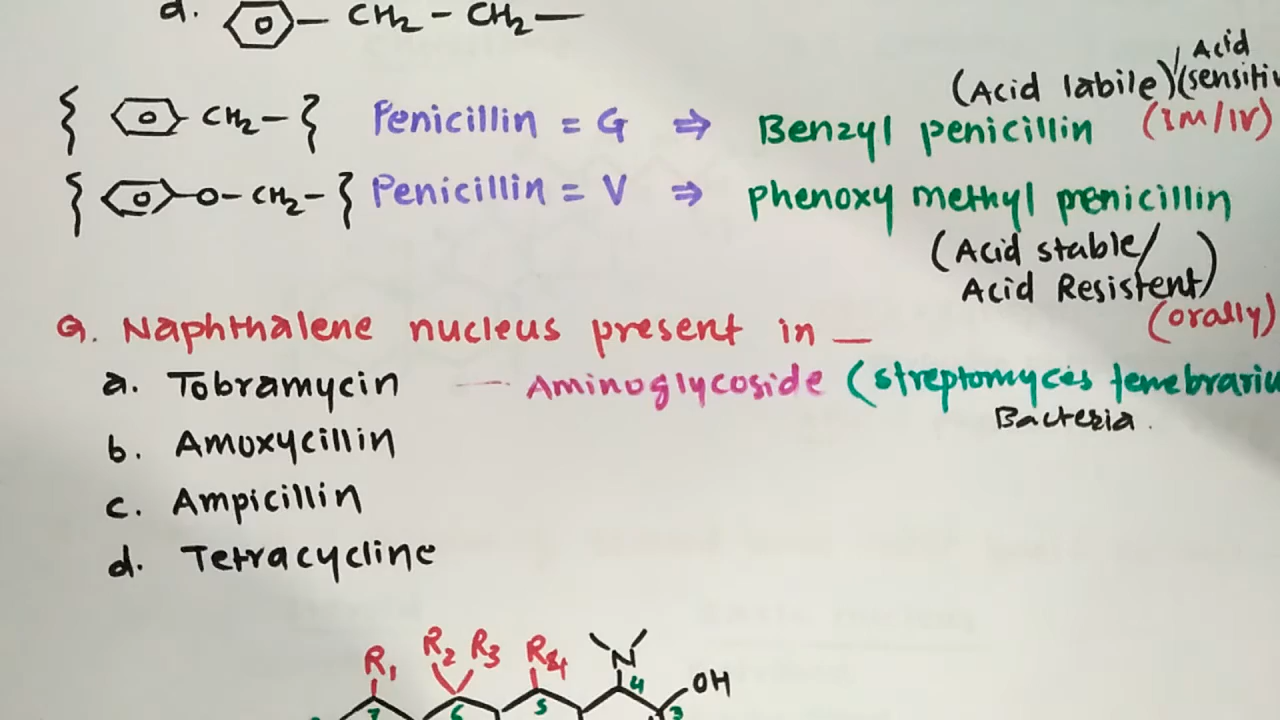 d. CH2 - CH2 -
Acid
(Acid labile)/(sensitiv
{ CH2 - } Penicillin = G ⇒ Benzyl penicillin (IM/IV)
{ -O- CH2 - } Penicillin = V ⇒ phenoxy methyl penicillin
(Acid stable/
Acid Resistent)
(orally)
Q. Naphthalene nucleus present in —
a. Tobramycin — Aminoglycoside (streptomyces tenebrariu
Bacteria.
b. Amoxycillin
c. Ampicillin
d. Tetracycline
R1 R2 R3 R4 N
4 OH
7 6 5 3